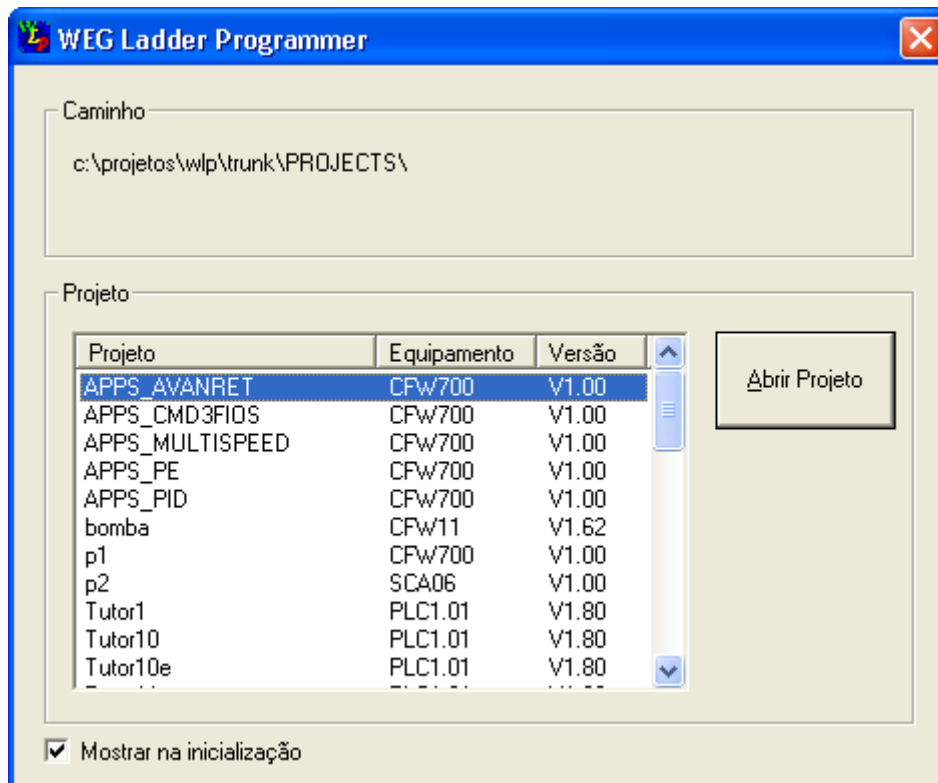 WEG Ladder Programmer
Caminho
c:\projetos\wlp\trunk\PROJECTS\
Projeto
Projeto Equipamento Versão
Abrir Projeto
APPS_AVANRET CFW700 V1.00
APPS_CMD3FIOS CFW700 V1.00
APPS_MULTISPEED CFW700 V1.00
APPS_PE CFW700 V1.00
APPS_PID CFW700 V1.00
bomba CFW11 V1.62
p1 CFW700 V1.00
p2 SCA06 V1.00
Tutor1 PLC1.01 V1.80
Tutor10 PLC1.01 V1.80
Tutor10e PLC1.01 V1.80
Mostrar na inicialização